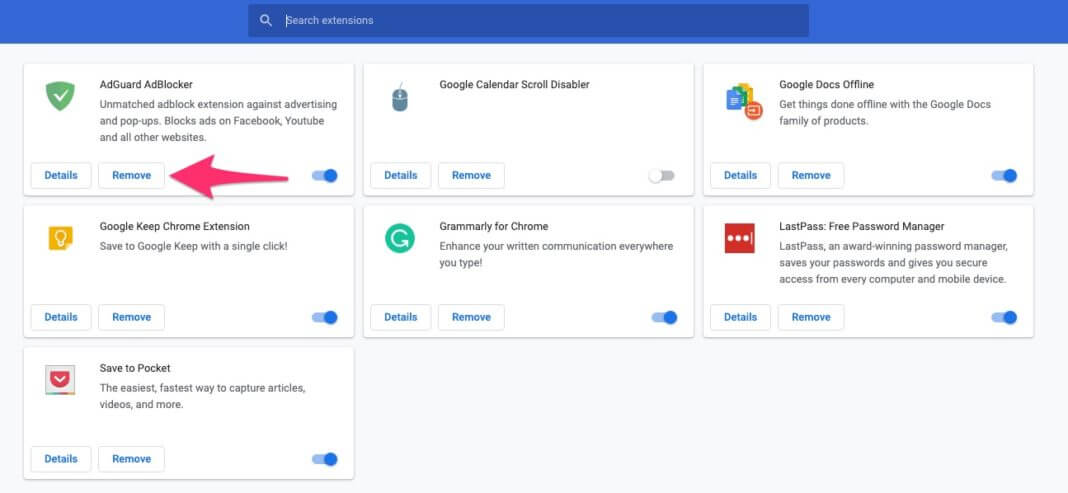 Search extensions
AdGuard AdBlocker
Unmatched adblock extension against advertising
and pop-ups. Blocks ads on Facebook, Youtube
and all other websites.
Details
Remove
Google Calendar Scroll Disabler
Details
Remove
Google Docs Offline
Get things done offline with the Google Docs
family of products.
Details
Remove
Google Keep Chrome Extension
Save to Google Keep with a single click!
Details
Remove
Grammarly for Chrome
Enhance your written communication everywhere
you type!
Details
Remove
LastPass: Free Password Manager
LastPass, an award-winning password manager,
saves your passwords and gives you secure
access from every computer and mobile device.
Details
Remove
Save to Pocket
The easiest, fastest way to capture articles,
videos, and more.
Details
Remove